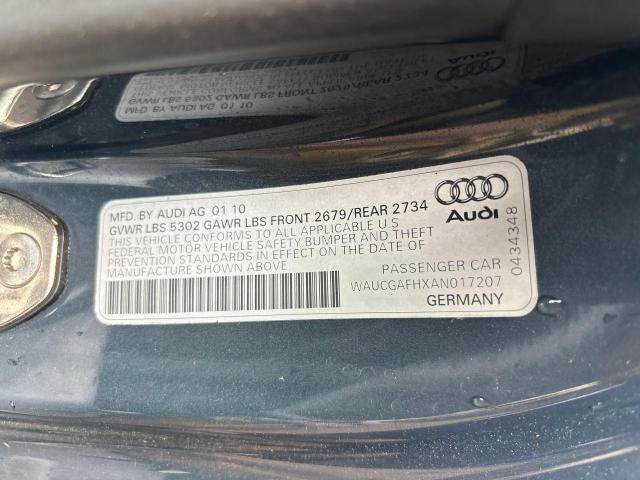 MFD. BY AUDI AG 01 10
GVWR LBS 5302 GAWR LBS FRONT 2679/REAR 2734
THIS VEHICLE CONFORMS TO ALL APPLICABLE U.S
FEDERAL MOTOR VEHICLE SAFETY,BUMPER AND THEFT
PREVENTION STANDARDS IN EFFECT ON THE DATE OF
MANUFACTURE SHOWN ABOVE
Audi
PASSENGER CAR
WAUCGAFHXAN017207
GERMANY
0434348